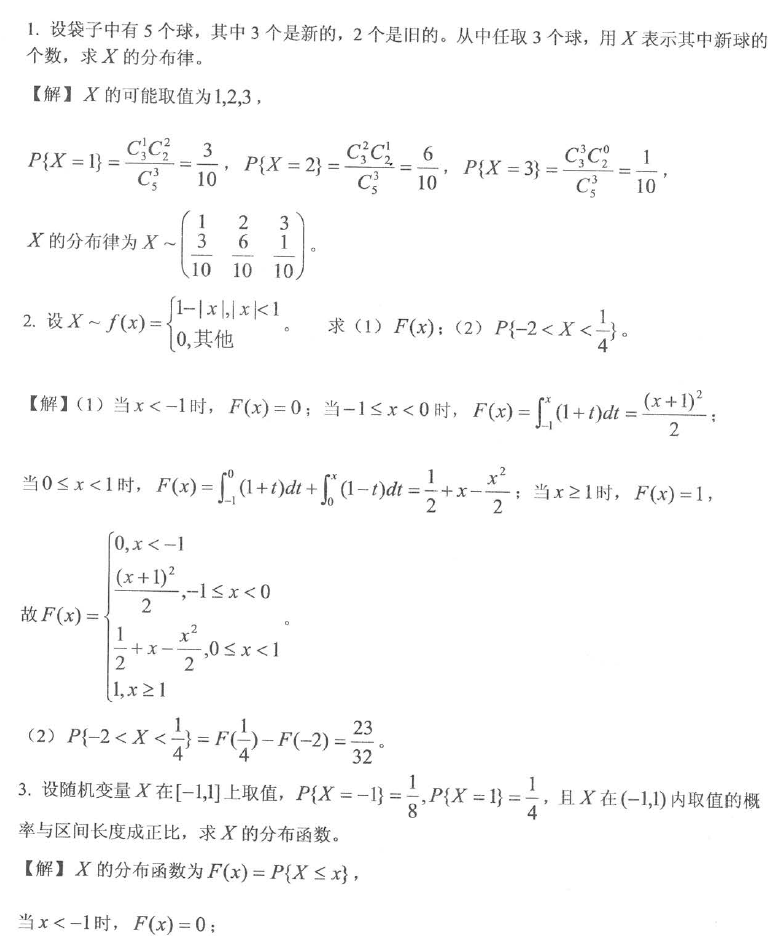 1. 设袋子中有 5 个球，其中 3 个是新的，2 个是旧的。从中任取 3 个球，用 X 表示其中新球的
个数，求 X 的分布律。
【解】 X 的可能取值为1,2,3，
P{X = 1} = \frac{C_3^1 C_2^2}{C_5^3} = \frac{3}{10}，P{X = 2} = \frac{C_3^2 C_2^1}{C_5^3} = \frac{6}{10}，P{X = 3} = \frac{C_3^3 C_2^0}{C_5^3} = \frac{1}{10}，
X 的分布律为 X ~ \begin{pmatrix} 1 & 2 & 3 \\ \frac{3}{10} & \frac{6}{10} & \frac{1}{10} \end{pmatrix}。
2. 设 X ~ f(x) = \begin{cases} 1-|x|,|x|<1 \\ 0,其他 \end{cases}。 求（1）F(x)；（2）P{-2 < X < \frac{1}{4}}。
【解】（1）当 x < -1时， F(x) = 0；当 -1 ≤ x < 0 时， F(x) = \int_{-1}^{x} (1+t)dt = \frac{(x+1)^2}{2}；
当 0 ≤ x < 1时， F(x) = \int_{-1}^{0} (1+t)dt + \int_{0}^{x} (1-t)dt = \frac{1}{2} + x - \frac{x^2}{2}；当 x ≥ 1时， F(x) = 1，
故 F(x) = \begin{cases} 0, x < -1 \\ \frac{(x+1)^2}{2}, -1 ≤ x < 0 \\ \frac{1}{2} + x - \frac{x^2}{2}, 0 ≤ x < 1 \\ 1, x ≥ 1 \end{cases}。
（2）P{-2 < X < \frac{1}{4}} = F(\frac{1}{4}) - F(-2) = \frac{23}{32}。
3. 设随机变量 X 在[-1,1]上取值，P{X = -1} = \frac{1}{8}, P{X = 1} = \frac{1}{4}，且 X 在 (-1,1) 内取值的概
率与区间长度成正比，求 X 的分布函数。
【解】 X 的分布函数为 F(x) = P{X ≤ x}，
当 x < -1时， F(x) = 0；